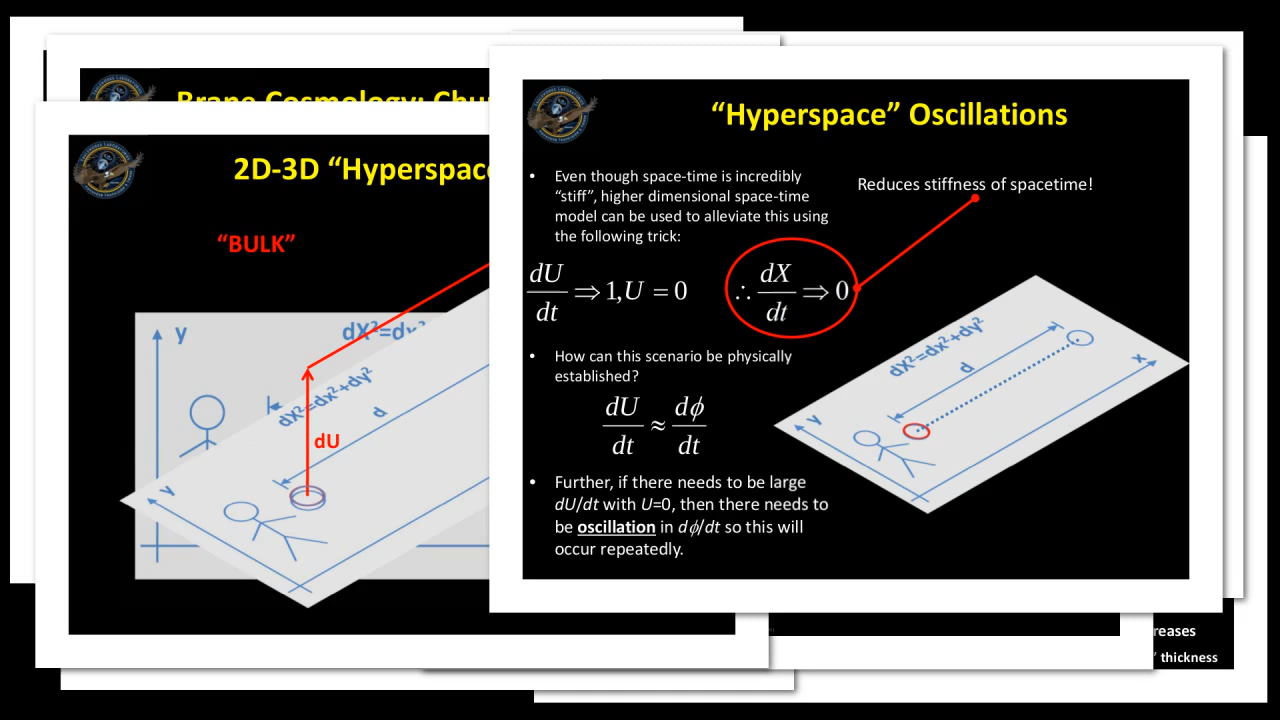 Brane Cosmology:
2D-3D
“BULK”
y
dX²=dx²+dy²
d
dU
y
“Hyperspace” Oscillations
• Even though space-time is incredibly
“stiff”, higher dimensional space-time
model can be used to alleviate this using
the following trick:
Reduces stiffness of spacetime!
dU/dt ⇒ 1, U = 0
∴ dX/dt ⇒ 0
• How can this scenario be physically
established?
dU/dt ≈ dϕ/dt
• Further, if there needs to be large
dU/dt with U=0, then there needs to
be oscillation in dϕ/dt so this will
occur repeatedly.
dX²=dx²+dy²
d
x
y
thickness